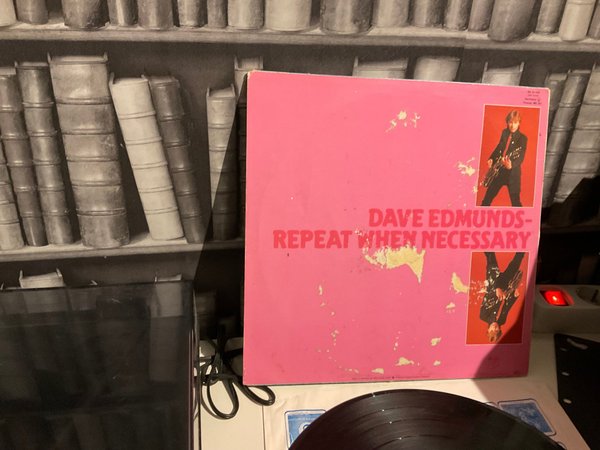 DAVE EDMUNDS-
REPEAT WHEN NECESSARY